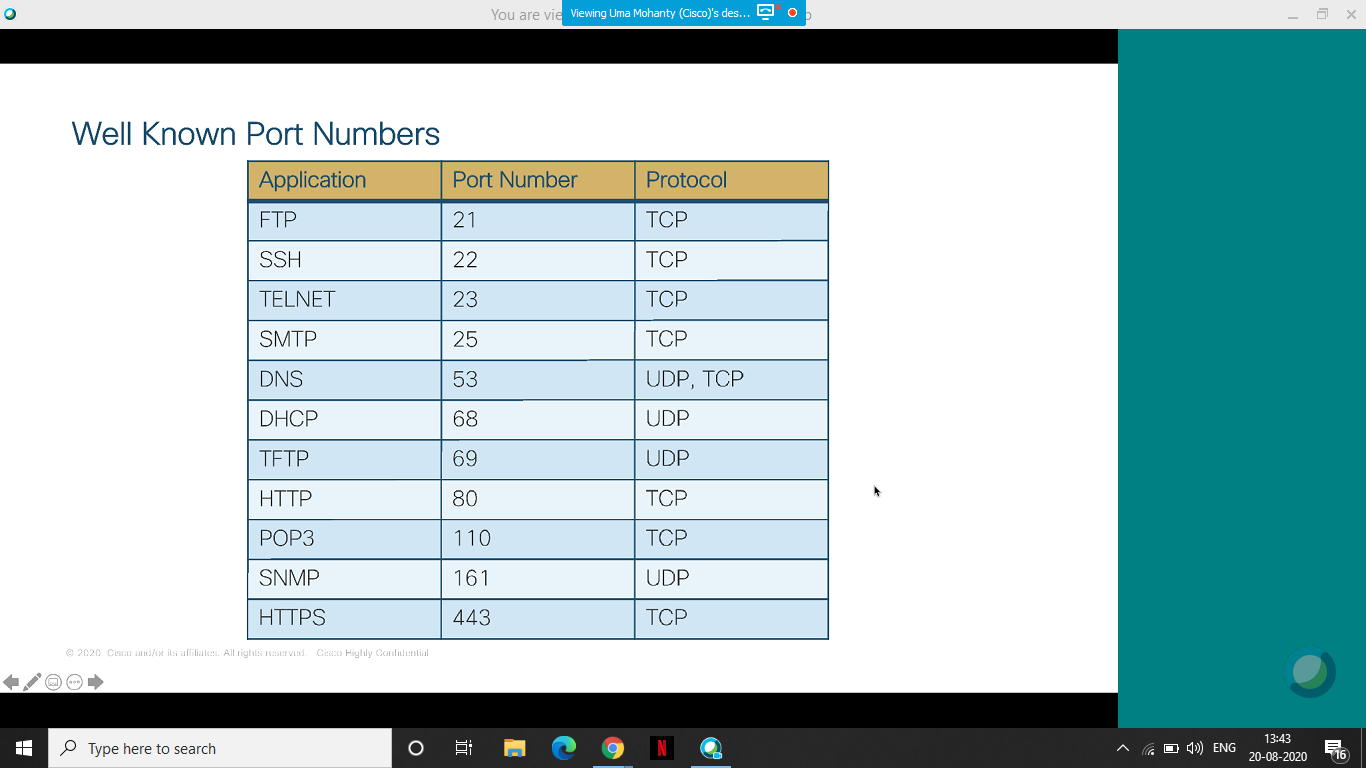 You are vie
Viewing Uma Mohanty (Cisco)'s des...
Well Known Port Numbers
Application Port Number Protocol
FTP 21 TCP
SSH 22 TCP
TELNET 23 TCP
SMTP 25 TCP
DNS 53 UDP, TCP
DHCP 68 UDP
TFTP 69 UDP
HTTP 80 TCP
POP3 110 TCP
SNMP 161 UDP
HTTPS 443 TCP
© 2020 Cisco and/or its affiliates. All rights reserved. Cisco Highly Confidential
Type here to search
N
ENG
13:43
20-08-2020
16